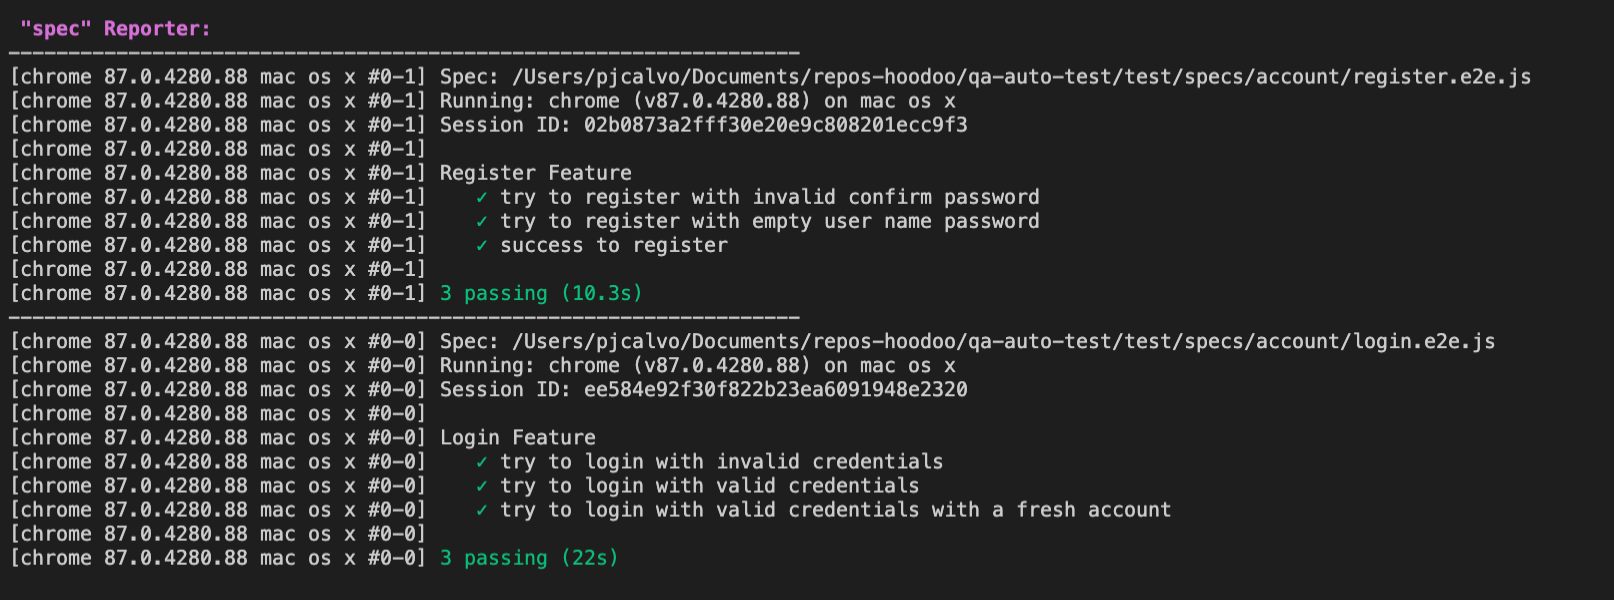 "spec" Reporter:
------------------------------------------------------------------
[chrome 87.0.4280.88 mac os x #0-1] Spec: /Users/pjcalvo/Documents/repos-hoodoo/qa-auto-test/test/specs/account/register.e2e.js
[chrome 87.0.4280.88 mac os x #0-1] Running: chrome (v87.0.4280.88) on mac os x
[chrome 87.0.4280.88 mac os x #0-1] Session ID: 02b0873a2fff30e20e9c808201ecc9f3
[chrome 87.0.4280.88 mac os x #0-1]
[chrome 87.0.4280.88 mac os x #0-1] Register Feature
[chrome 87.0.4280.88 mac os x #0-1]    ✓ try to register with invalid confirm password
[chrome 87.0.4280.88 mac os x #0-1]    ✓ try to register with empty user name password
[chrome 87.0.4280.88 mac os x #0-1]    ✓ success to register
[chrome 87.0.4280.88 mac os x #0-1]
[chrome 87.0.4280.88 mac os x #0-1] 3 passing (10.3s)
------------------------------------------------------------------
[chrome 87.0.4280.88 mac os x #0-0] Spec: /Users/pjcalvo/Documents/repos-hoodoo/qa-auto-test/test/specs/account/login.e2e.js
[chrome 87.0.4280.88 mac os x #0-0] Running: chrome (v87.0.4280.88) on mac os x
[chrome 87.0.4280.88 mac os x #0-0] Session ID: ee584e92f30f822b23ea6091948e2320
[chrome 87.0.4280.88 mac os x #0-0]
[chrome 87.0.4280.88 mac os x #0-0] Login Feature
[chrome 87.0.4280.88 mac os x #0-0]    ✓ try to login with invalid credentials
[chrome 87.0.4280.88 mac os x #0-0]    ✓ try to login with valid credentials
[chrome 87.0.4280.88 mac os x #0-0]    ✓ try to login with valid credentials with a fresh account
[chrome 87.0.4280.88 mac os x #0-0]
[chrome 87.0.4280.88 mac os x #0-0] 3 passing (22s)